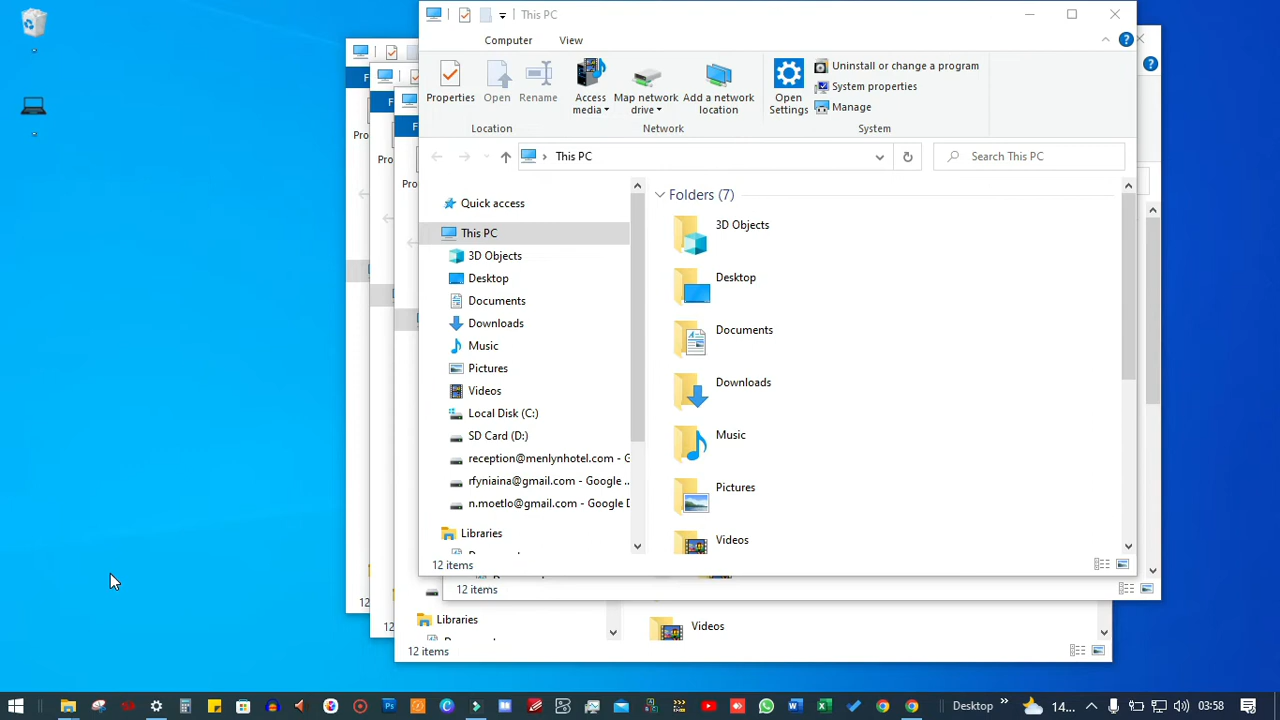 This PC
Computer
View
F
F
F
Properties
Open
Rename
Access media
Map network drive
Add a network location
Open Settings
Uninstall or change a program
System properties
Manage
Location
Network
System
Pro
Pro
Pro
This PC
Search This PC
Quick access
This PC
3D Objects
Desktop
Documents
Downloads
Music
Pictures
Videos
Local Disk (C:)
SD Card (D:)
reception@menlynhotel.com - G
rfyniaina@gmail.com - Google ..
n.moetlo@gmail.com - Google D
Libraries
Folders (7)
3D Objects
Desktop
Documents
Downloads
Music
Pictures
Videos
12 items
12 items
12
12
Libraries
Videos
12 items
Desktop
14...
03:58